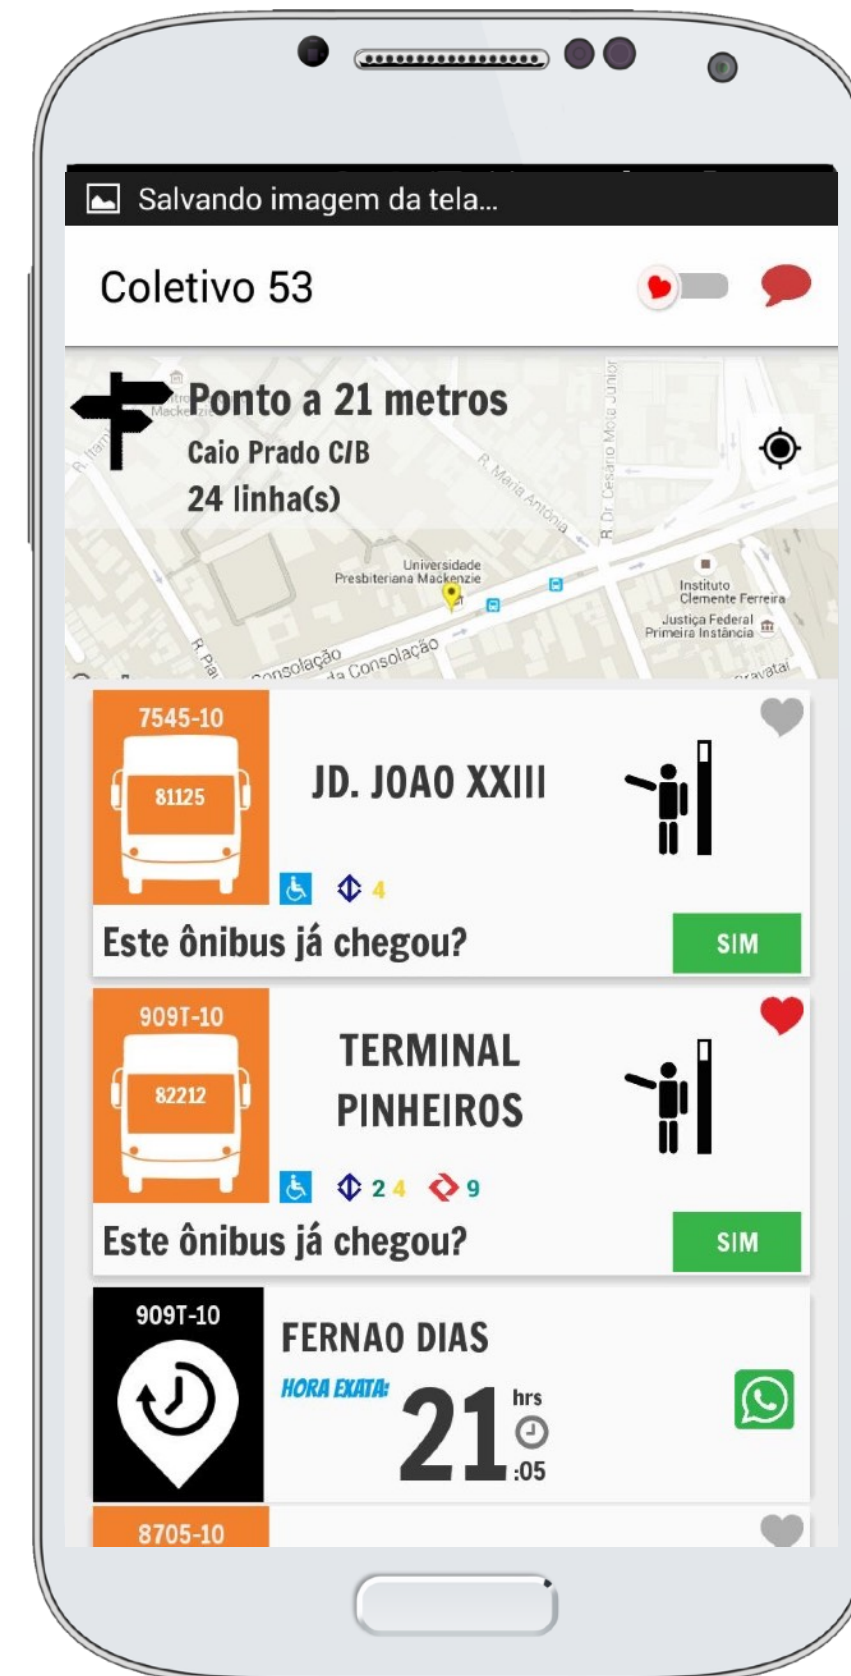 Salvando imagem da tela...
Coletivo 53
Ponto a 21 metros
Caio Prado C/B
24 linha(s)
R. Maria Antônia
R. Dr. Cesário Mota Júnior
Universidade
Presbiteriana Mackenzie
Instituto
Clemente Ferreira
Justiça Federal
Primeira Instância
Consolação
da Consolação
7545-10
81125
JD. JOAO XXIII
4
Este ônibus já chegou?
SIM
909T-10
82212
TERMINAL
PINHEIROS
2 4 9
Este ônibus já chegou?
SIM
909T-10
FERNAO DIAS
HORA EXATA:
21 hrs
:05
8705-10